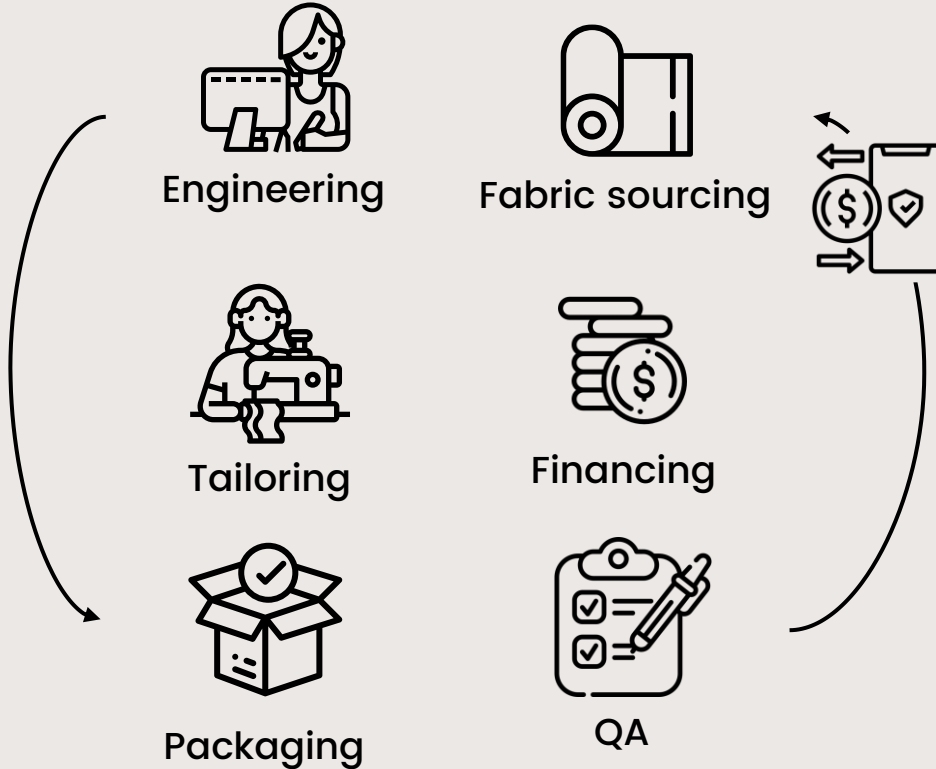 Engineering
Fabric sourcing
$
Tailoring
$
Financing
Packaging
QA